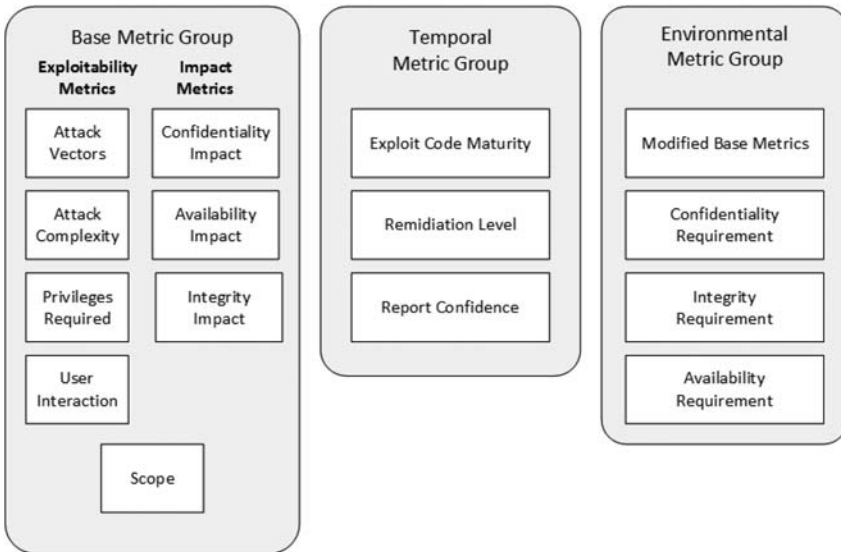 Base Metric Group
Exploitability
Metrics
Impact
Metrics
Attack
Vectors
Confidentiality
Impact
Attack
Complexity
Availability
Impact
Privileges
Required
Integrity
Impact
User
Interaction
Scope
Temporal
Metric Group
Exploit Code Maturity
Remidiation Level
Report Confidence
Environmental
Metric Group
Modified Base Metrics
Confidentiality
Requirement
Integrity
Requirement
Availability
Requirement